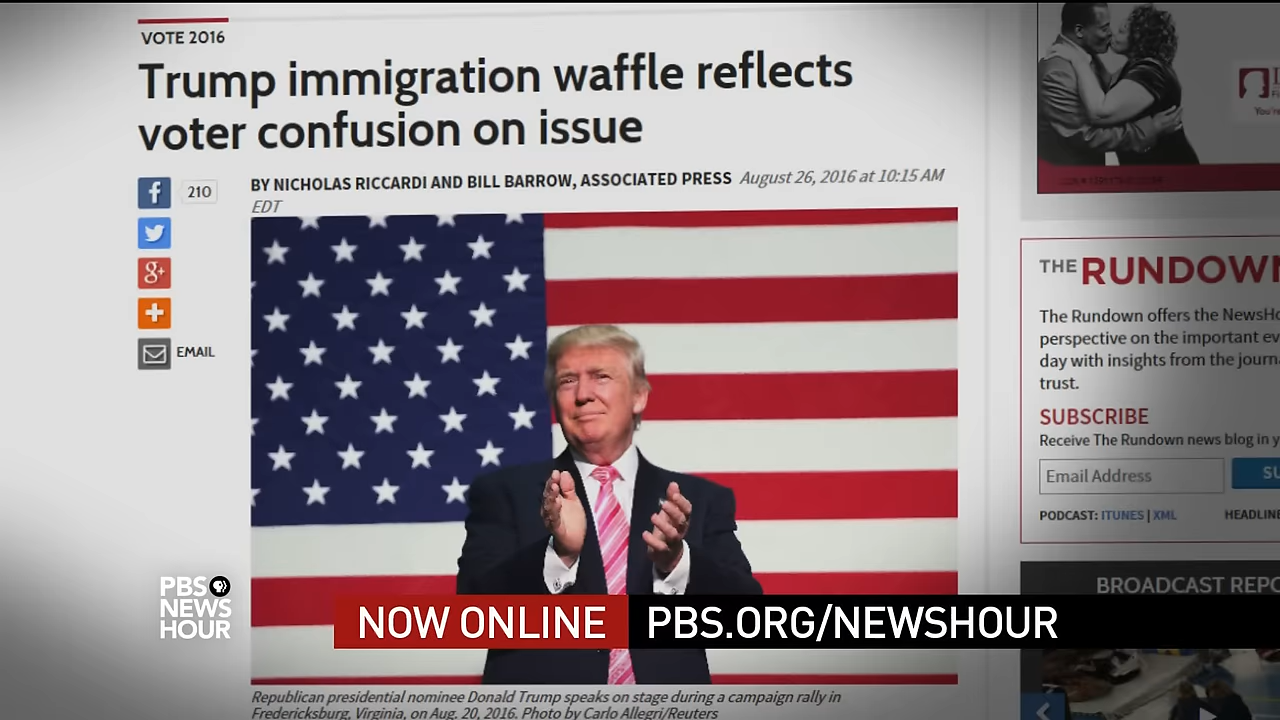 VOTE 2016
Trump immigration waffle reflects
voter confusion on issue
210
EMAIL
BY NICHOLAS RICCARDI AND BILL BARROW, ASSOCIATED PRESS August 26, 2016 at 10:15 AM
EDT
Republican presidential nominee Donald Trump speaks on stage during a campaign rally in
Fredericksburg, Virginia, on Aug. 20, 2016. Photo by Carlo Allegri/Reuters
THE RUNDOWN
The Rundown offers the NewsHo
perspective on the important ev
day with insights from the journ
trust.
SUBSCRIBE
Receive The Rundown news blog in y
Email Address
SU
PODCAST: ITUNES | XML
HEADLINE
BROADCAST REPO
PBS
NEWS
HOUR
NOW ONLINE
PBS.ORG/NEWSHOUR